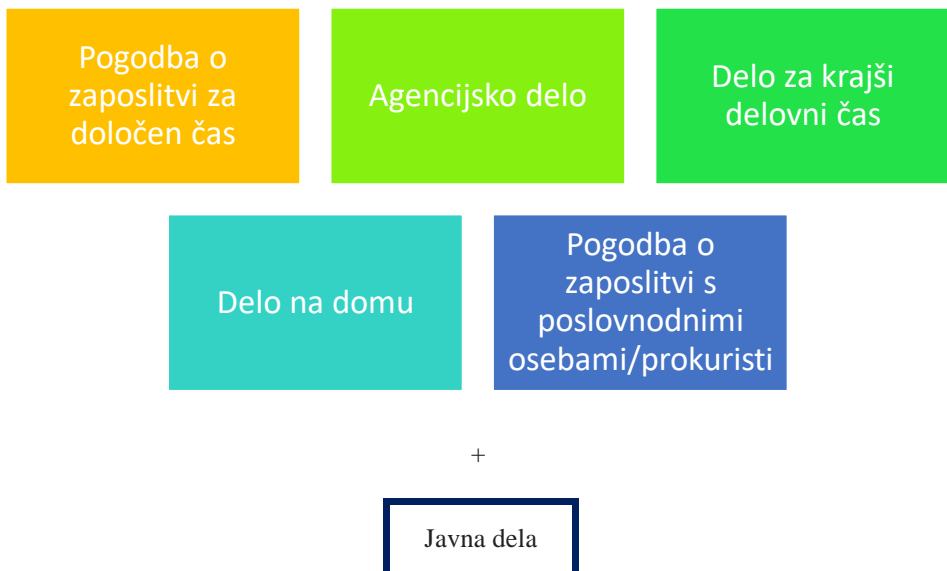 Pogodba o
zaposlitvi za
določen čas
Agencijsko delo
Delo za krajši
delovni čas
Delo na domu
Pogodba o
zaposlitvi s
poslovnodnimi
osebami/prokuristi
+
Javna dela